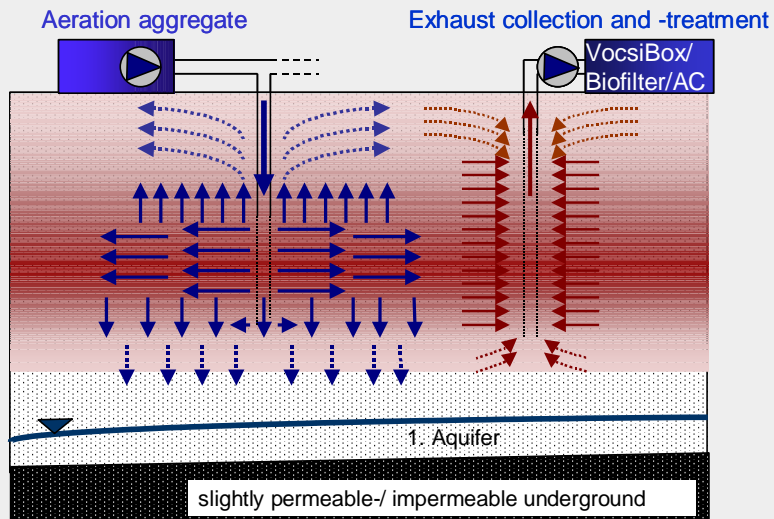 Aeration aggregate
Exhaust collection and -treatment
VocsiBox/
Biofilter/AC
1. Aquifer
slightly permeable-/ impermeable underground